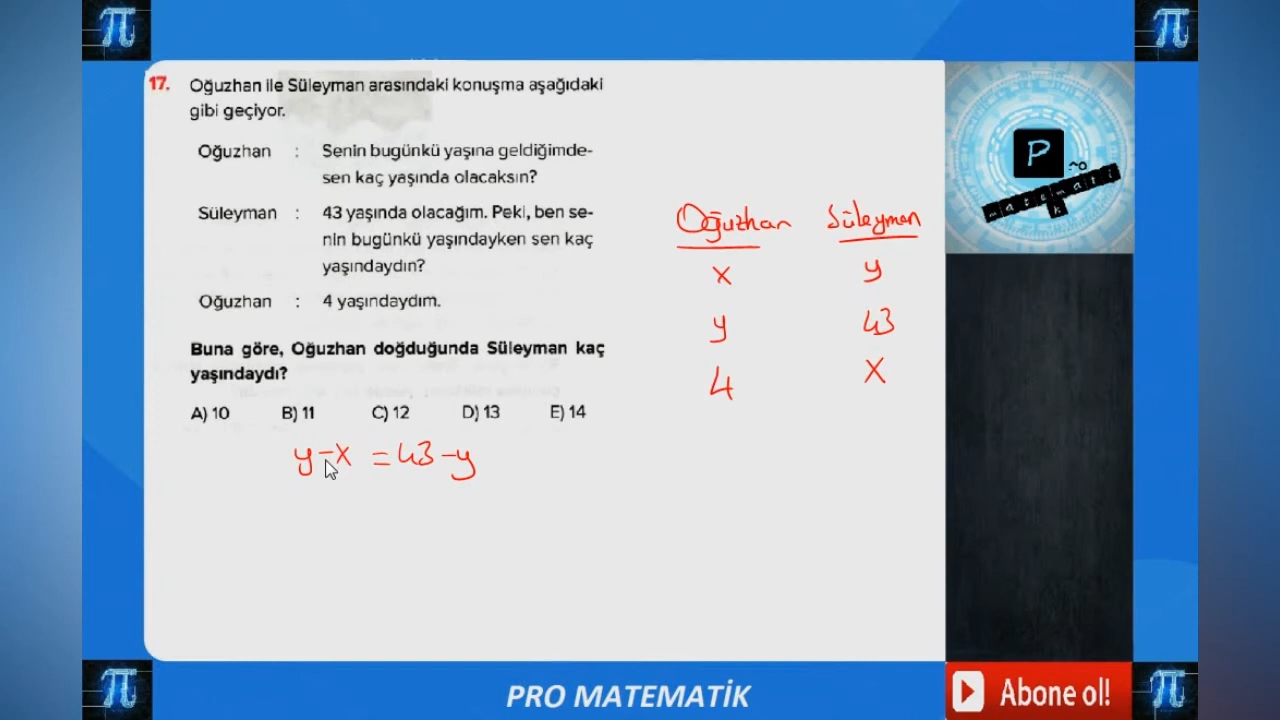 17. Oğuzhan ile Süleyman arasındaki konuşma aşağıdaki
gibi geçiyor.
Oğuzhan : Senin bugünkü yaşına geldiğimde-
sen kaç yaşında olacaksın?
Süleyman : 43 yaşında olacağım. Peki, ben se-
nin bugünkü yaşındayken sen kaç
yaşındaydın?
Oğuzhan : 4 yaşındaydım.
Buna göre, Oğuzhan doğduğunda Süleyman kaç
yaşındaydı?
A) 10 B) 11 C) 12 D) 13 E) 14
y-x = 43-y
Oğuzhan Süleyman
x y
y 43
4 x
P
matematik
PRO MATEMATİK
Abone ol!